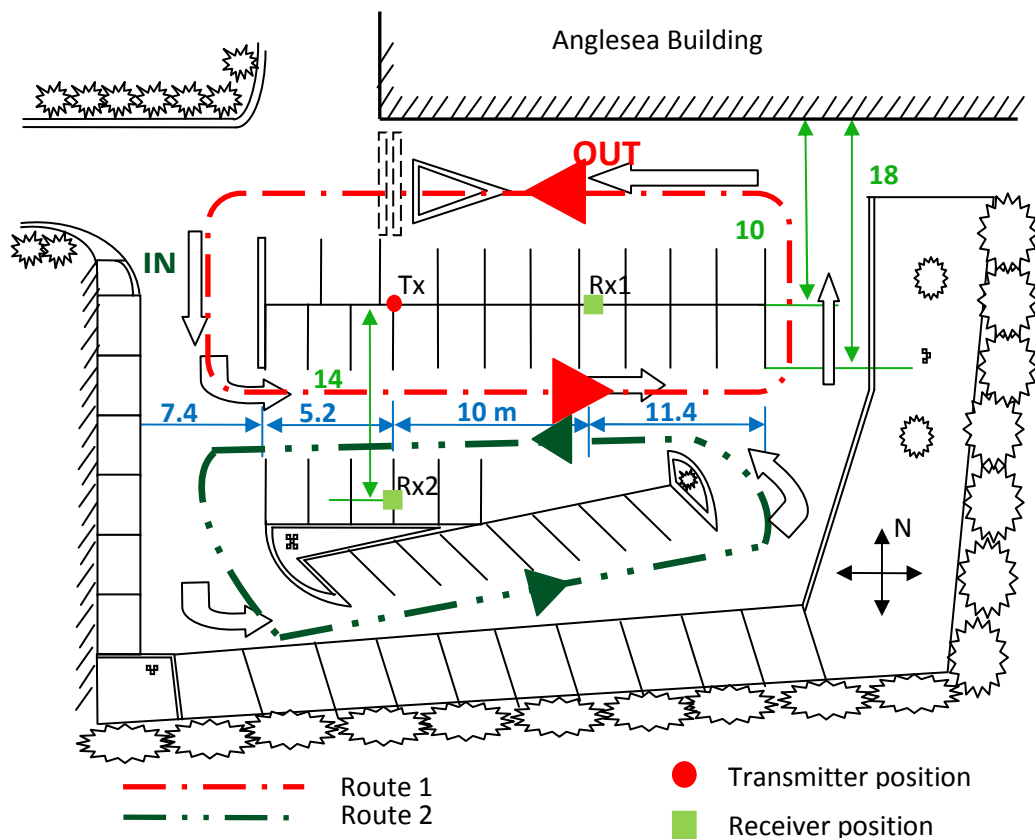 Anglesea Building
OUT
18
10
IN
Tx
Rx1
14
7.4
5.2
10 m
11.4
Rx2
N
Route 1
Transmitter position
Route 2
Receiver position